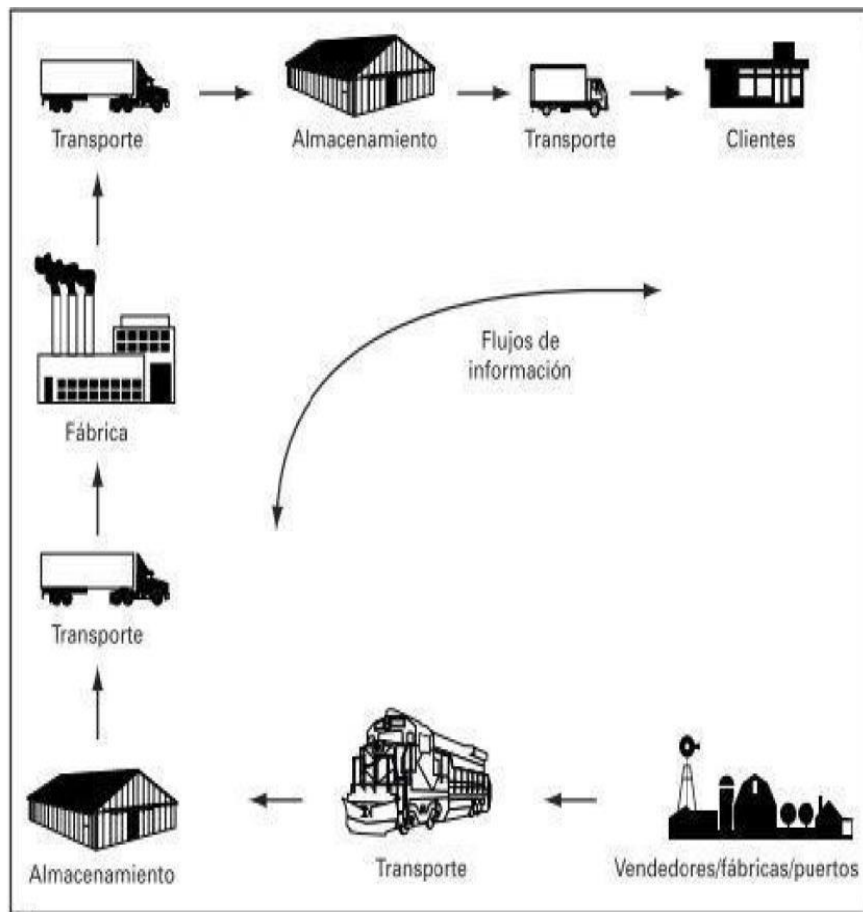 Transporte
Almacenamiento
Transporte
Clientes
Flujos de
información
Fábrica
Transporte
Almacenamiento
Transporte
Vendedores/fábricas/puertos